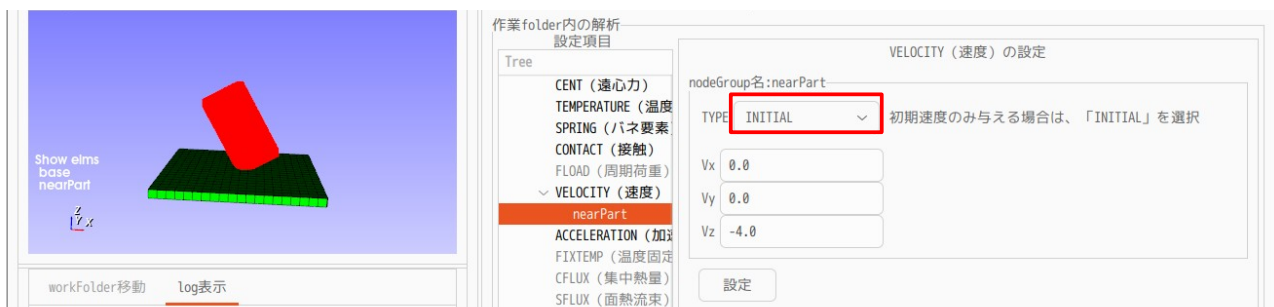 Show elms
base
nearPart
Z
Y X
workFolder移動
log表示
作業folder内の解析
設定項目
Tree
CENT (遠心力)
TEMPERATURE (温度
SPRING (バネ要素
CONTACT (接触)
FLOAD (周期荷重)
VELOCITY (速度)
nearPart
ACCELERATION (加速
FIXTEMP (温度固定
CFLUX (集中熱量)
SFLUX (面熱流束)
VELOCITY (速度) の設定
nodeGroup名:nearPart
TYPE INITIAL 初期速度のみ与える場合は、「INITIAL」を選択
Vx 0.0
Vy 0.0
Vz -4.0
設定